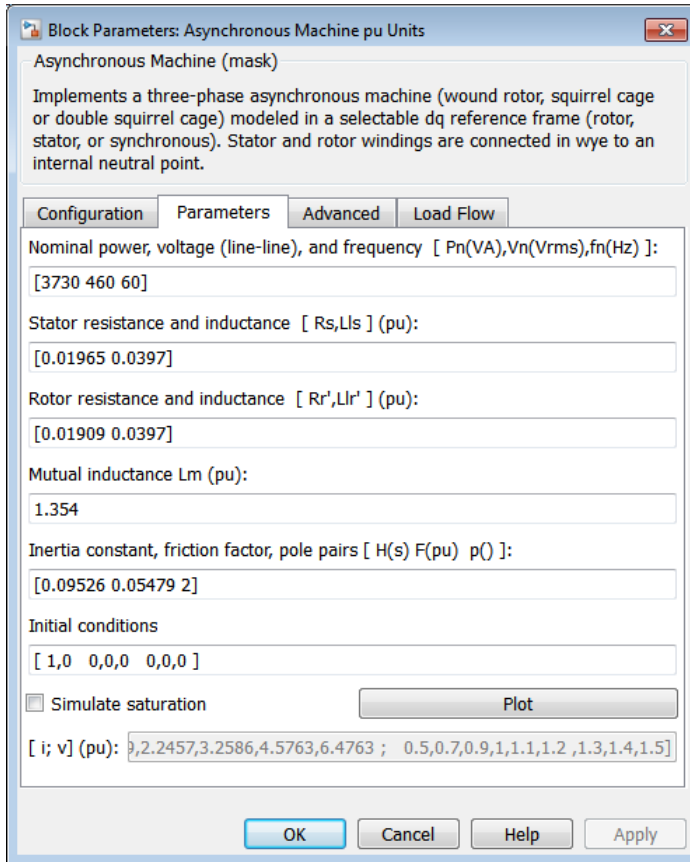 Block Parameters: Asynchronous Machine pu Units
Asynchronous Machine (mask)
Implements a three-phase asynchronous machine (wound rotor, squirrel cage
or double squirrel cage) modeled in a selectable dq reference frame (rotor,
stator, or synchronous). Stator and rotor windings are connected in wye to an
internal neutral point.
Configuration Parameters Advanced Load Flow
Nominal power, voltage (line-line), and frequency [ Pn(VA),Vn(Vrms),fn(Hz) ]:
[3730 460 60]
Stator resistance and inductance [ Rs,Lls ] (pu):
[0.01965 0.0397]
Rotor resistance and inductance [ Rr',Llr' ] (pu):
[0.01909 0.0397]
Mutual inductance Lm (pu):
1.354
Inertia constant, friction factor, pole pairs [ H(s) F(pu) p() ]:
[0.09526 0.05479 2]
Initial conditions
[ 1,0 0,0,0 0,0,0 ]
Simulate saturation Plot
[ i; v] (pu): ,2.2457,3.2586,4.5763,6.4763 ; 0.5,0.7,0.9,1,1.1,1.2 ,1.3,1.4,1.5]
OK Cancel Help Apply